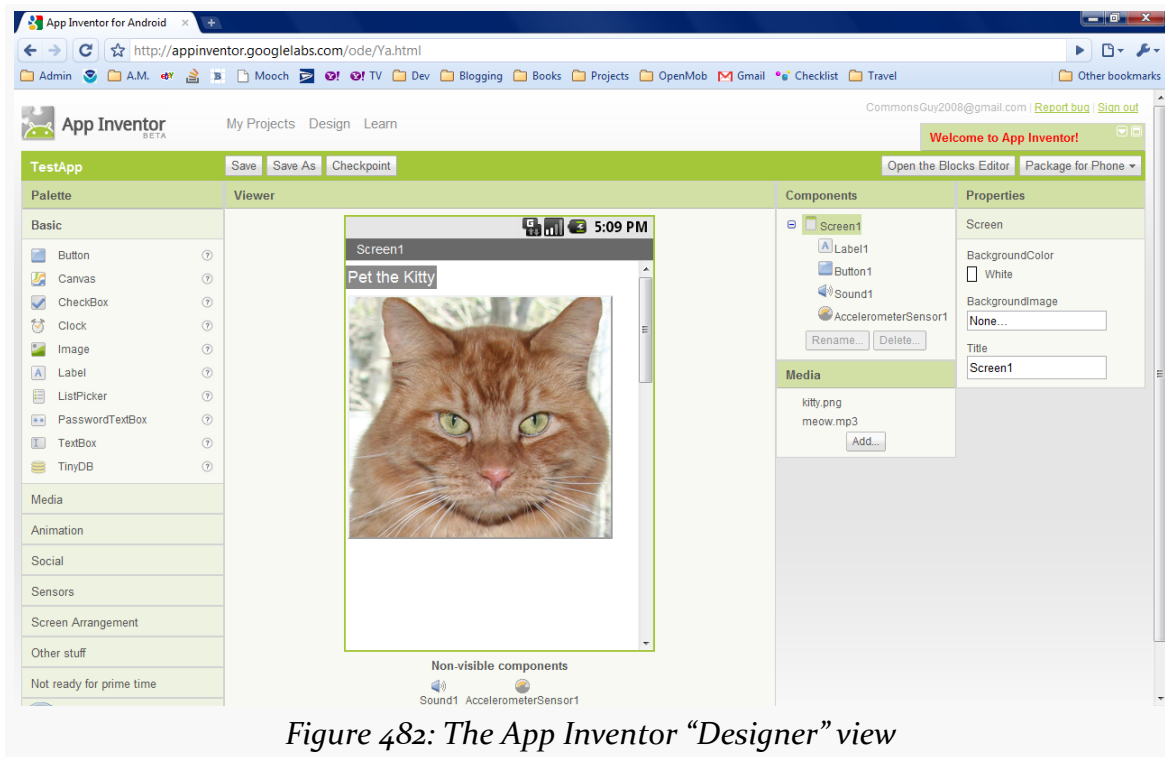 App Inventor for Android
http://appinventor.googlelabs.com/ode/Ya.html
Admin A.M. Mooch TV Dev Blogging Books Projects OpenMob Gmail Checklist Travel Other bookmarks
CommonsGuy2008@gmail.com | Report bug | Sign out
App Inventor
BETA
My Projects Design Learn
Welcome to App Inventor!
TestApp Save Save As Checkpoint Open the Blocks Editor Package for Phone
Palette Viewer Components Properties
Basic
Button
Canvas
CheckBox
Clock
Image
Label
ListPicker
PasswordTextBox
TextBox
TinyDB
Media
Animation
Social
Sensors
Screen Arrangement
Other stuff
Not ready for prime time
5:09 PM
Screen1
Pet the Kitty
Non-visible components
Sound1 AccelerometerSensor1
Screen1
Label1
Button1
Sound1
AccelerometerSensor1
Rename... Delete...
Media
kitty.png
meow.mp3
Add...
Screen
BackgroundColor
White
BackgroundImage
None...
Title
Screen1
Figure 482: The App Inventor “Designer” view